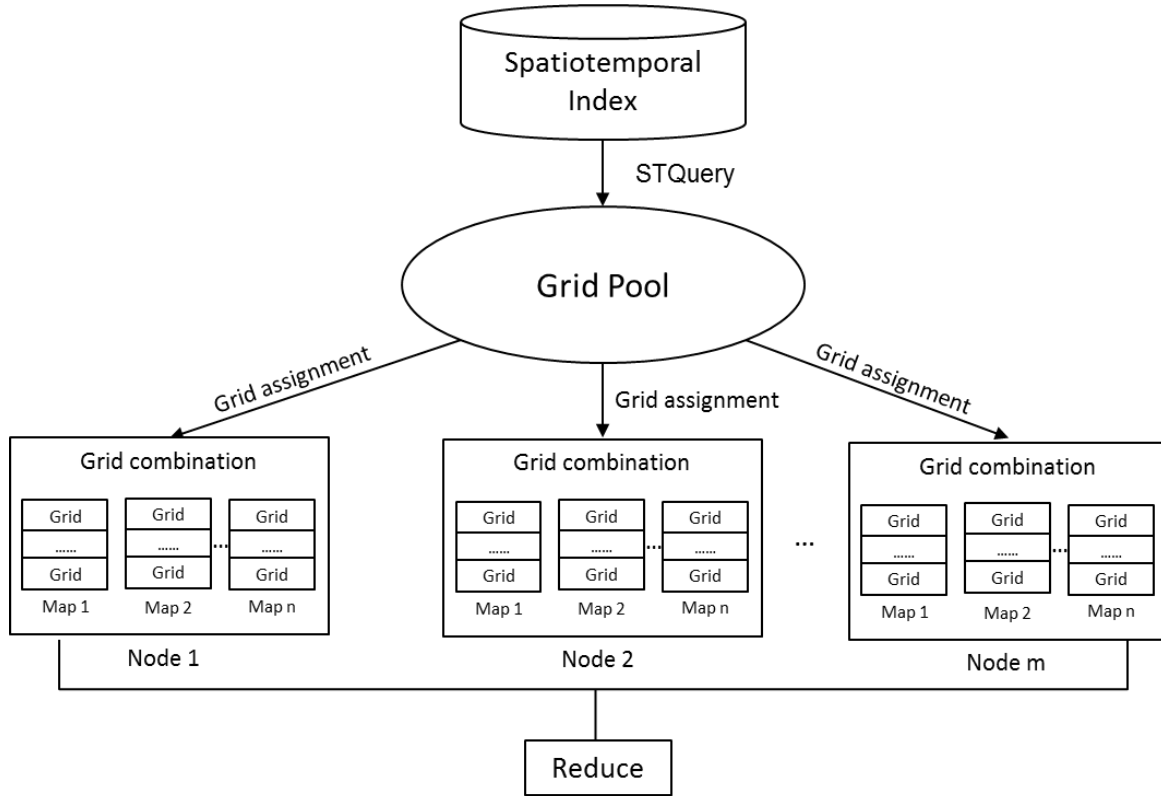 Spatiotemporal
Index
STQuery
Grid Pool
Grid assignment
Grid assignment
Grid assignment
Grid combination
Grid Grid Grid
...... ...... ... ......
Grid Grid Grid
Map 1 Map 2 Map n
Node 1
Grid combination
Grid Grid Grid
...... ...... ... ......
Grid Grid Grid
Map 1 Map 2 Map n
Node 2
...
Grid combination
Grid Grid Grid
...... ...... ... ......
Grid Grid Grid
Map 1 Map 2 Map n
Node m
Reduce